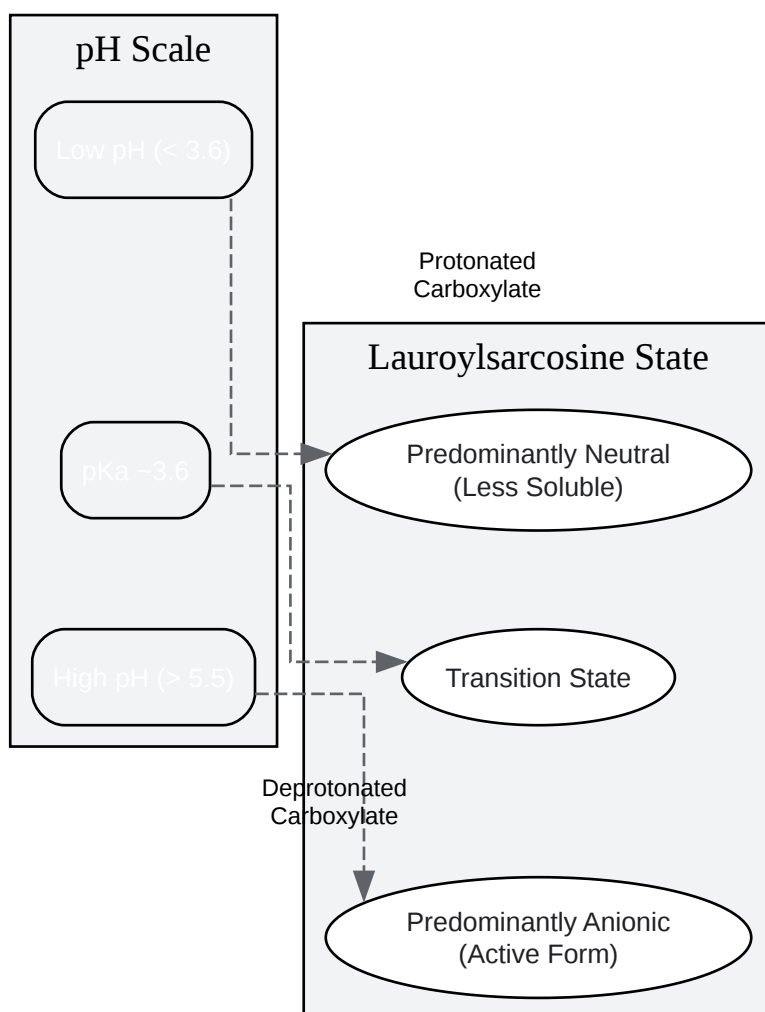 pH Scale
Low pH (< 3.6)
pKa ~3.6
High pH (> 5.5)
Protonated
Carboxylate
Lauroylsarcosine State
Predominantly Neutral
(Less Soluble)
Transition State
Deprotonated
Carboxylate
Predominantly Anionic
(Active Form)